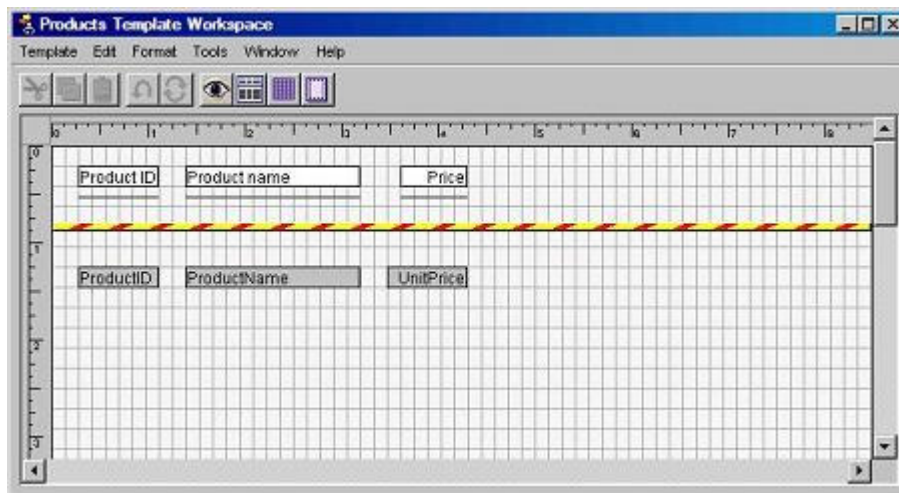 Products Template Workspace
Template Edit Format Tools Window Help
0 1 2 3 4 5 6 7 8
0
Product ID Product name Price
1
ProductID ProductName UnitPrice
2
3